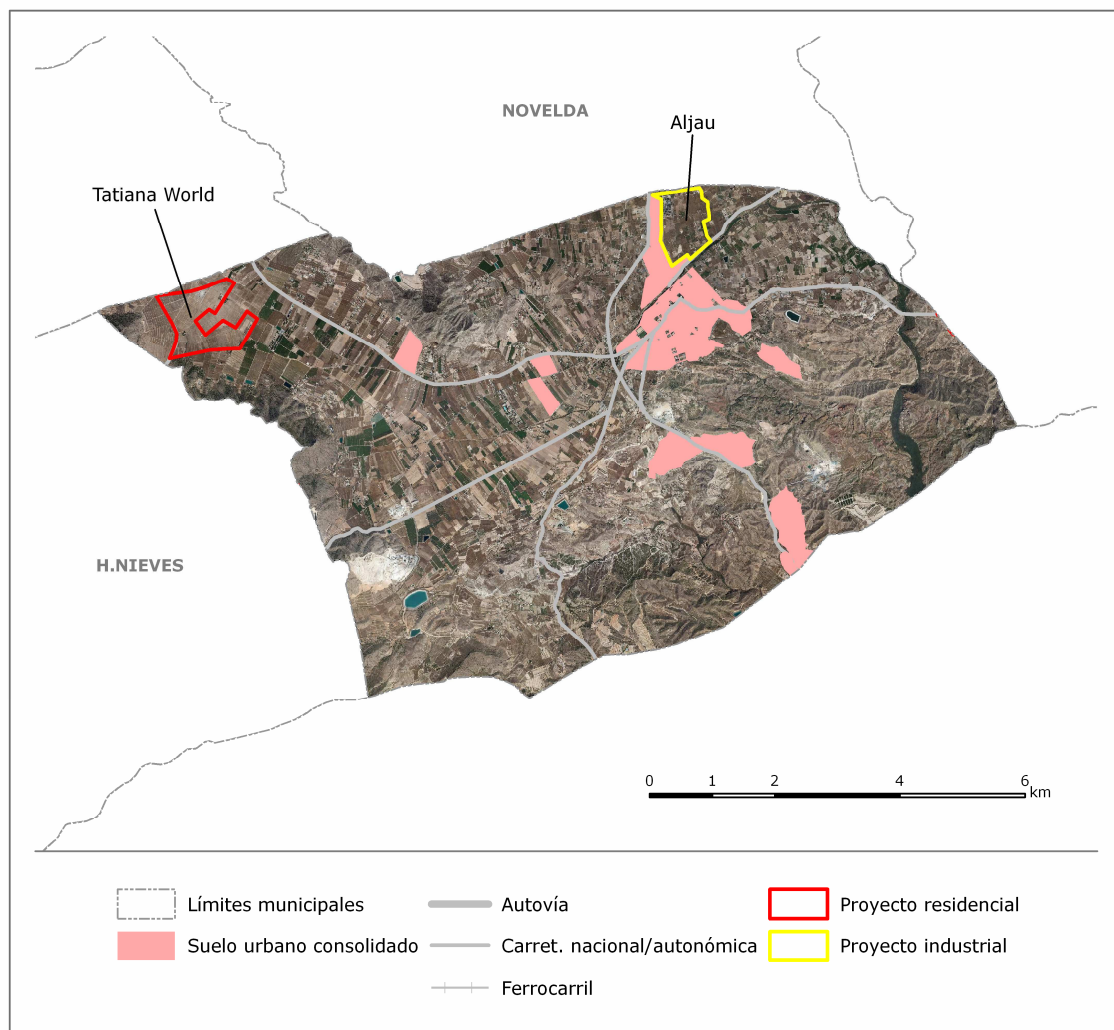 NOVELDA
Aljau
Tatiana World
H.NIEVES
0 1 2 4 6
km
Límites municipales
Autovía
Proyecto residencial
Suelo urbano consolidado
Carret. nacional/autonómica
Proyecto industrial
Ferrocarril